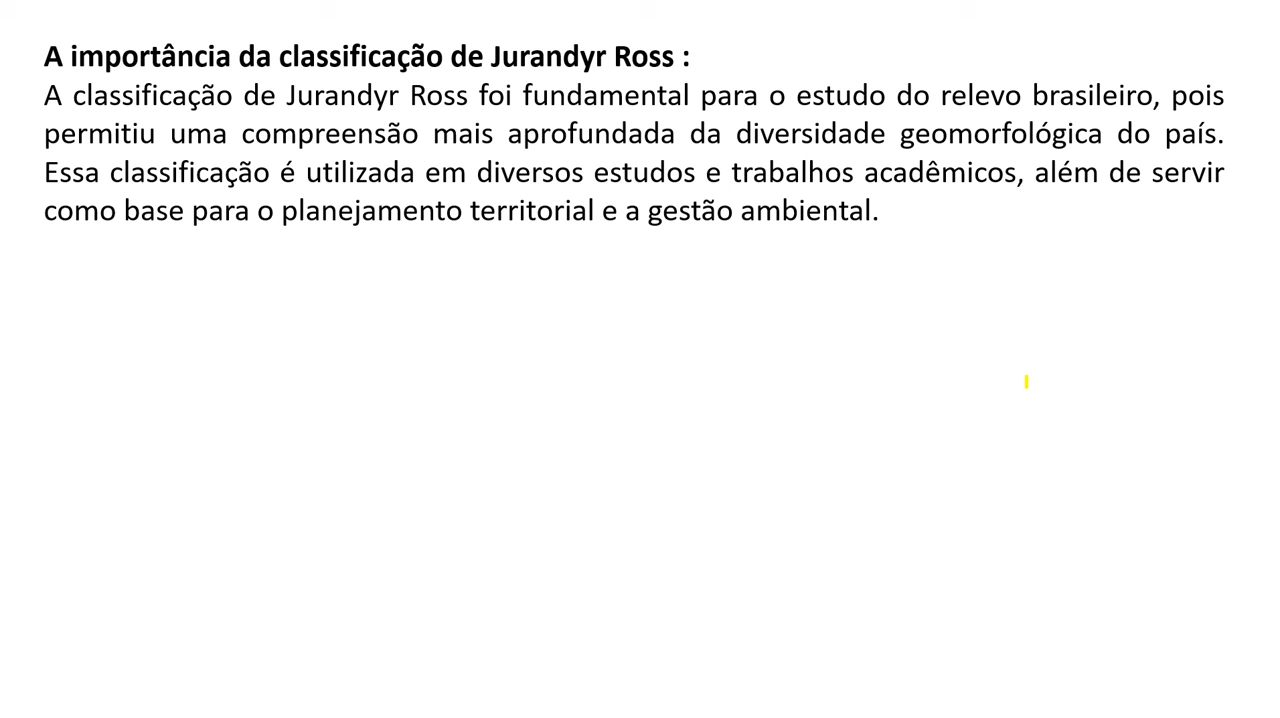 A importância da classificação de Jurandyr Ross :
A classificação de Jurandyr Ross foi fundamental para o estudo do relevo brasileiro, pois
permitiu uma compreensão mais aprofundada da diversidade geomorfológica do país.
Essa classificação é utilizada em diversos estudos e trabalhos acadêmicos, além de servir
como base para o planejamento territorial e a gestão ambiental.